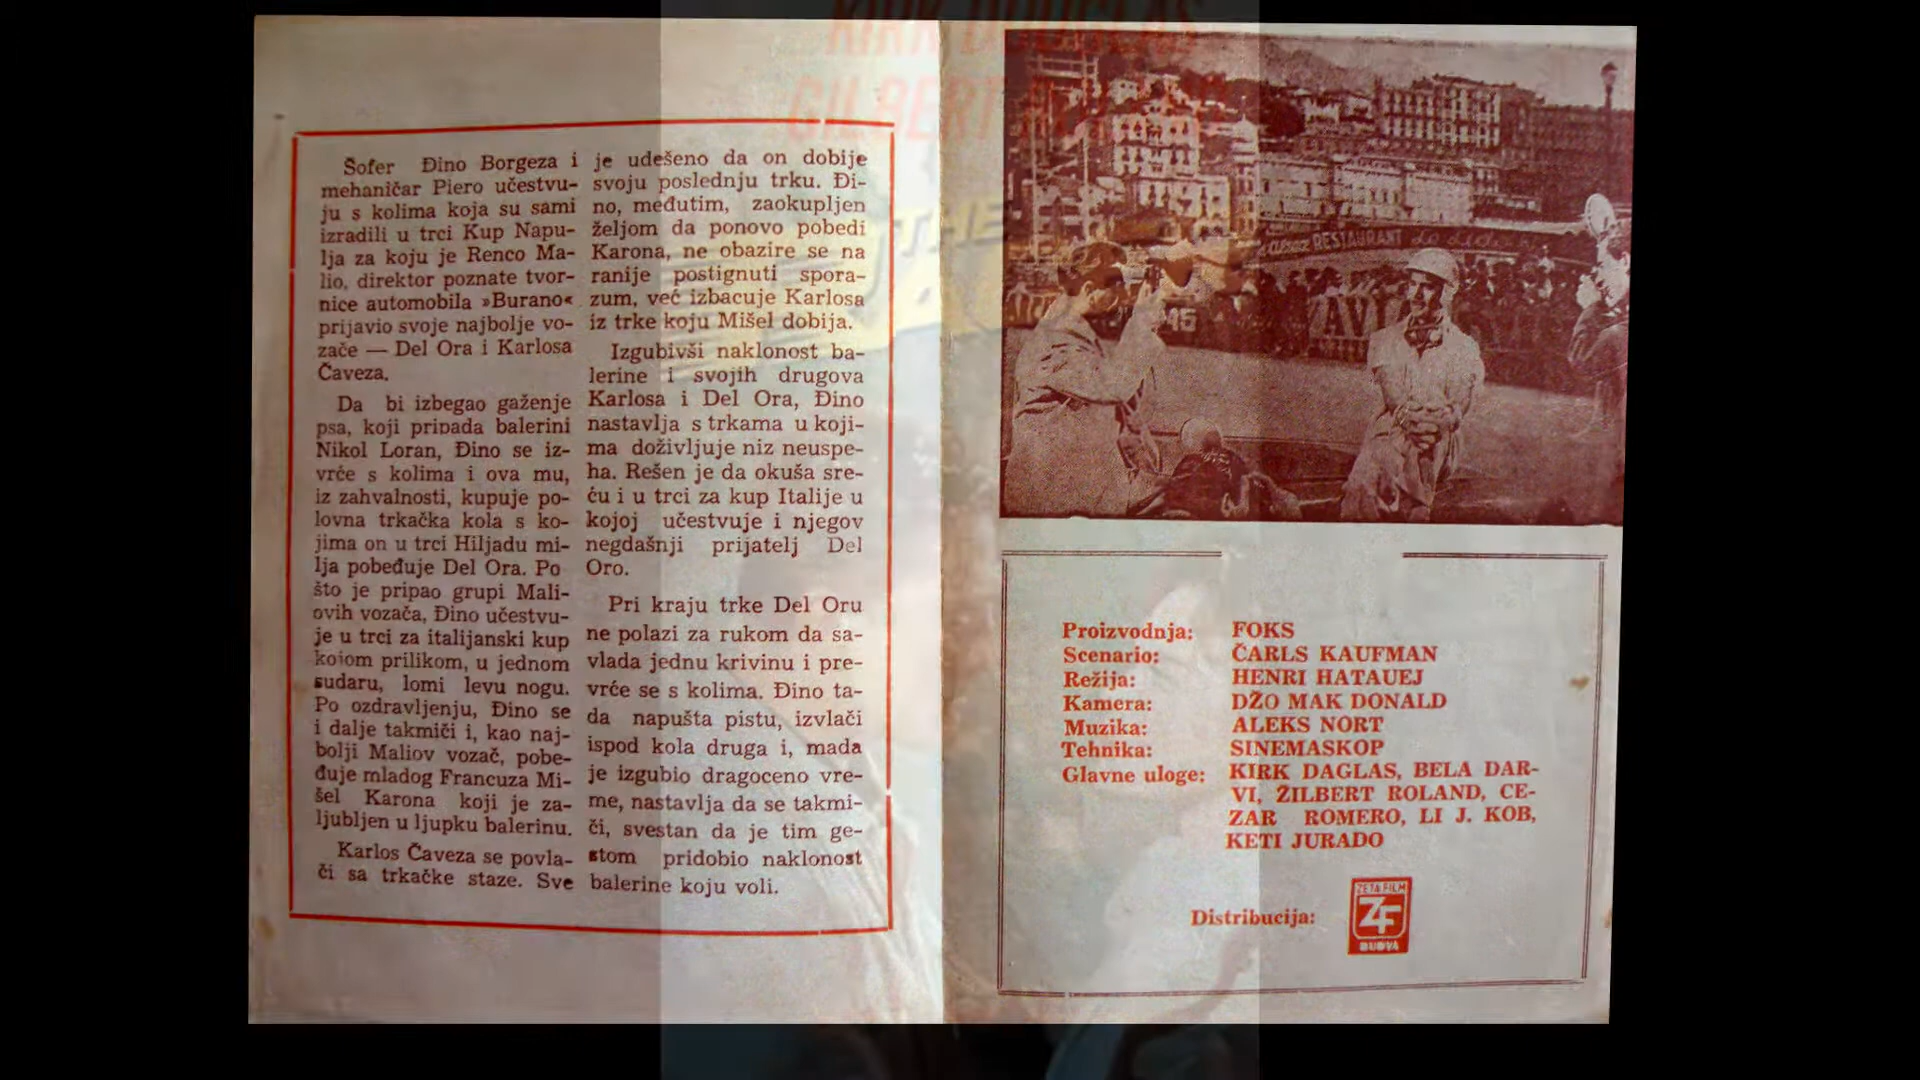 KIRK DOUGLAS
GILBERT
THE
Šofer Đino Borgeza i
mehaničar Piero učestvu-
ju s kolima koja su sami
izradili u trci Kup Napu-
lja za koju je Renco Ma-
lio, direktor poznate tvor-
nice automobila »Burano«
prijavio svoje najbolje vo-
zače — Del Ora i Karlosa
Čaveza.
Da bi izbegao gaženje
psa, koji pripada balerini
Nikol Loran, Đino se iz-
vrće s kolima i ova mu,
iz zahvalnosti, kupuje po-
lovna trkačka kola s ko-
jima on u trci Hiljadu mi-
lja pobeđuje Del Ora. Po
što je pripao grupi Mali-
ovih vozača, Đino učestvu-
je u trci za italijanski kup
kojom prilikom, u jednom
sudaru, lomi levu nogu.
Po ozdravljenju, Đino se
i dalje takmiči i, kao naj-
bolji Maliov vozač, pobe-
đuje mladog Francuza Mi-
šel Karona koji je za-
ljubljen u ljupku balerinu.
Karlos Čaveza se povla-
či sa trkačke staze. Sve
je udešeno da on dobije
svoju poslednju trku. Đi-
no, međutim, zaokupljen
željom da ponovo pobedi
Karona, ne obazire se na
ranije postignuti spora-
zum, već izbacuje Karlosa
iz trke koju Mišel dobija.
Izgubivši naklonost ba-
lerine i svojih drugova
Karlosa i Del Ora, Đino
nastavlja s trkama u koji-
ma doživljuje niz neuspe-
ha. Rešen je da okuša sre-
ću i u trci za kup Italije u
kojoj učestvuje i njegov
negdašnji prijatelj Del
Oro.
Pri kraju trke Del Oru
ne polazi za rukom da sa-
vlada jednu krivinu i pre-
vrće se s kolima. Đino ta-
da napušta pistu, izvlači
ispod kola druga i, mada
je izgubio dragoceno vre-
me, nastavlja da se takmi-
či, svestan da je tim ge-
stom pridobio naklonost
balerine koju voli.
RESTAURANT
45
Proizvodnja: FOKS
Scenario: ČARLS KAUFMAN
Režija: HENRI HATAUEJ
Kamera: DŽO MAK DONALD
Muzika: ALEKS NORT
Tehnika: SINEMASKOP
Glavne uloge: KIRK DAGLAS, BELA DAR-
VI, ŽILBERT ROLAND, CE-
ZAR ROMERO, LI J. KOB,
KETI JURADO
Distribucija:
ZETA FILM
ZF
BUDVA